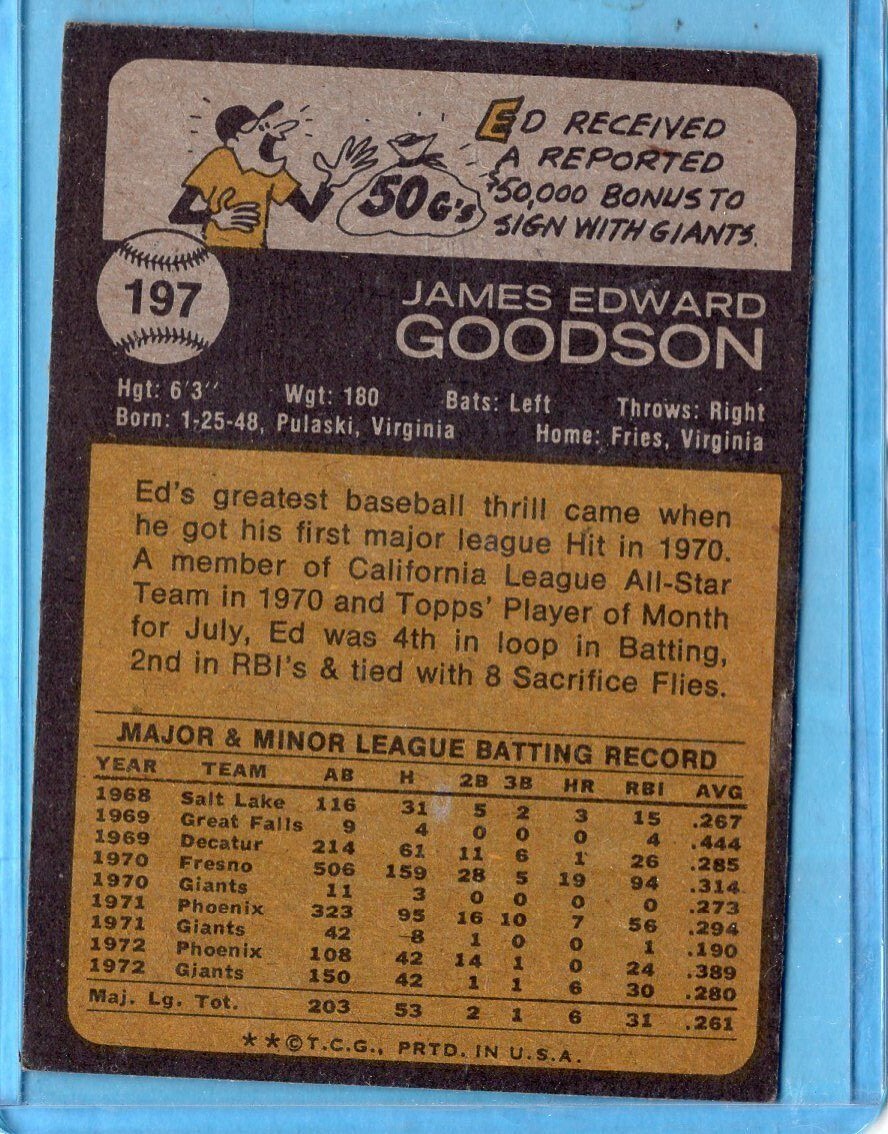 50 G's
ED RECEIVED
A REPORTED
$50,000 BONUS TO
SIGN WITH GIANTS.
197
JAMES EDWARD
GOODSON
Hgt: 6'3" Wgt: 180 Bats: Left Throws: Right
Born: 1-25-48, Pulaski, Virginia Home: Fries, Virginia
Ed's greatest baseball thrill came when
he got his first major league Hit in 1970.
A member of California League All-Star
Team in 1970 and Topps' Player of Month
for July, Ed was 4th in loop in Batting,
2nd in RBI's & tied with 8 Sacrifice Flies.
MAJOR & MINOR LEAGUE BATTING RECORD
YEAR TEAM AB H 2B 3B HR RBI AVG
1968 Salt Lake 116 31 5 2 3 15 .267
1969 Great Falls 9 4 0 0 0 4 .444
1969 Decatur 214 61 11 6 1 26 .285
1970 Fresno 506 159 28 5 19 94 .314
1970 Giants 11 3 0 0 0 0 .273
1971 Phoenix 323 95 16 10 7 56 .294
1971 Giants 42 8 1 0 0 1 .190
1972 Phoenix 108 42 14 1 0 24 .389
1972 Giants 150 42 1 1 6 30 .280
Maj. Lg. Tot. 203 53 2 1 6 31 .261
**©T.C.G., PRTD. IN U.S.A.